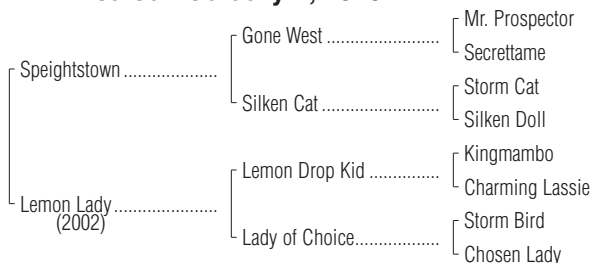 Mr. Prospector
Gone West
Secrettame
Speightstown
Storm Cat
Silken Cat
Silken Doll
Kingmambo
Lemon Drop Kid
Charming Lassie
Lemon Lady
(2002)
Storm Bird
Lady of Choice
Chosen Lady